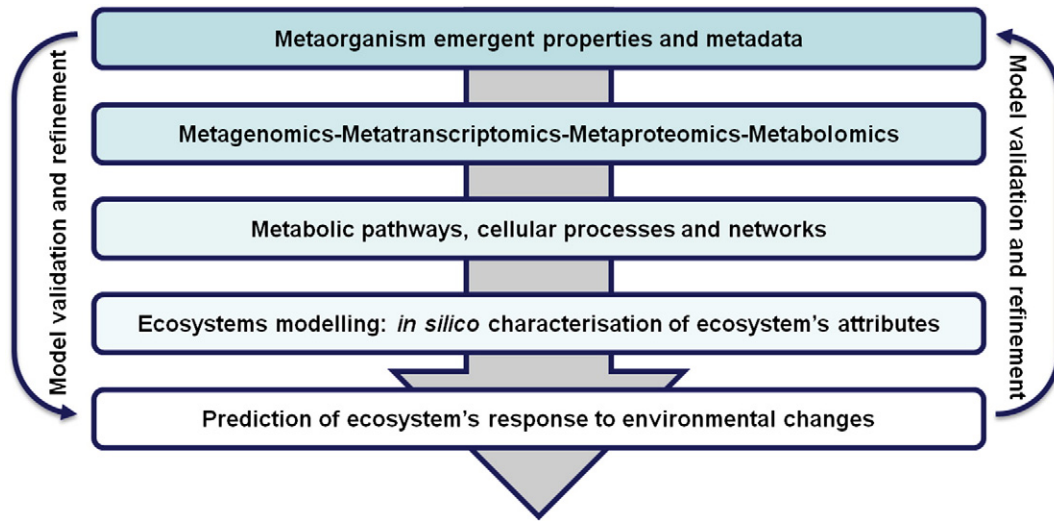 Metaorganism emergent properties and metadata
Metagenomics-Metatranscriptomics-Metaproteomics-Metabolomics
Metabolic pathways, cellular processes and networks
Ecosystems modelling: in silico characterisation of ecosystem's attributes
Prediction of ecosystem's response to environmental changes
Model validation and refinement
Model validation and refinement